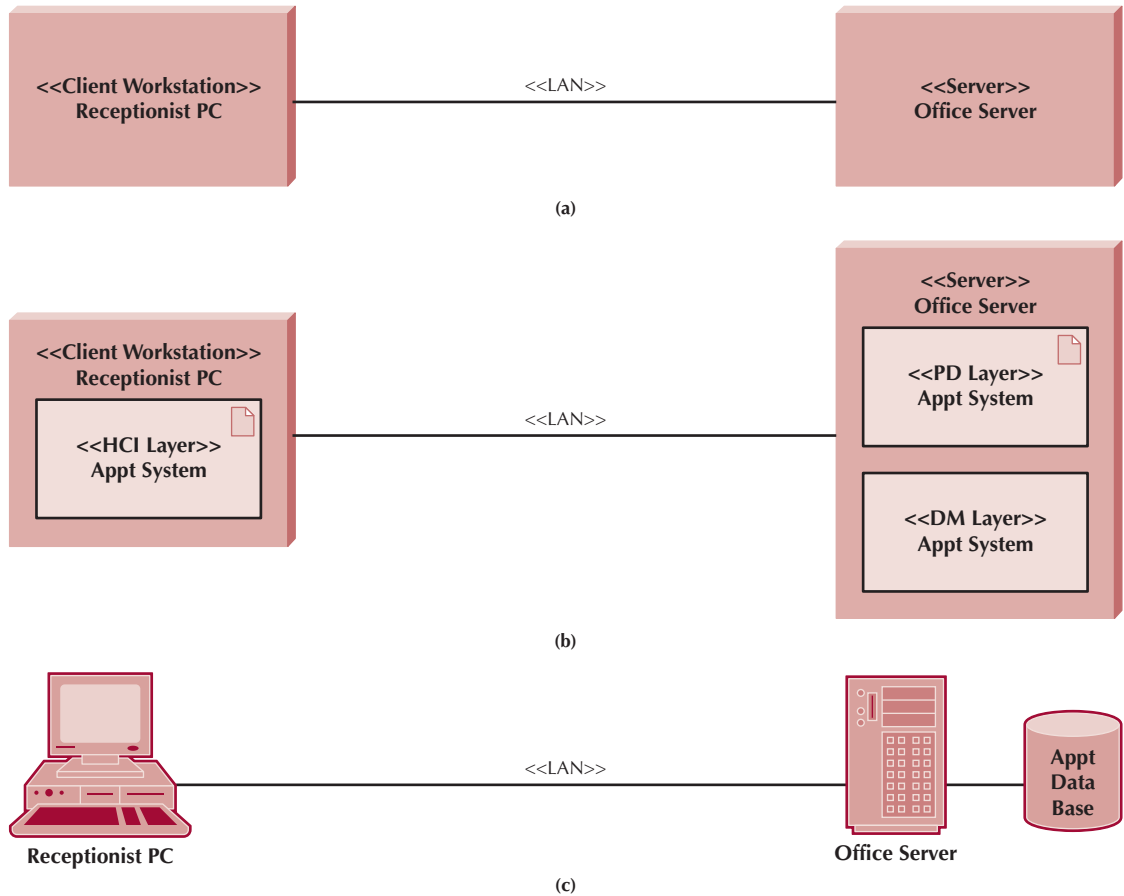 <<Client Workstation>>
Receptionist PC
<<LAN>>
<<Server>>
Office Server
(a)
<<Client Workstation>>
Receptionist PC
<<HCI Layer>>
Appt System
<<LAN>>
<<Server>>
Office Server
<<PD Layer>>
Appt System
<<DM Layer>>
Appt System
(b)
<<LAN>>
Appt
Data
Base
Receptionist PC
Office Server
(c)